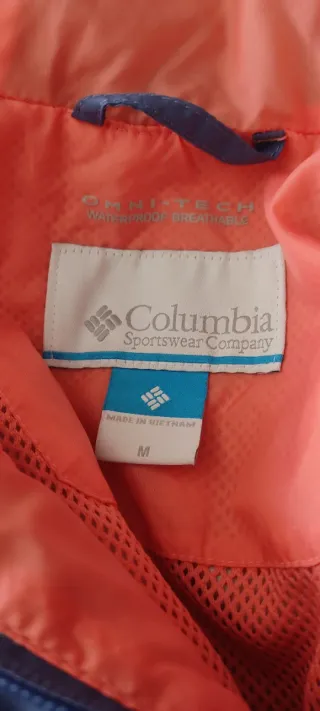 OMNI-TECH
WATERPROOF BREATHABLE
Columbia
Sportswear Company
MADE IN VIETNAM
M